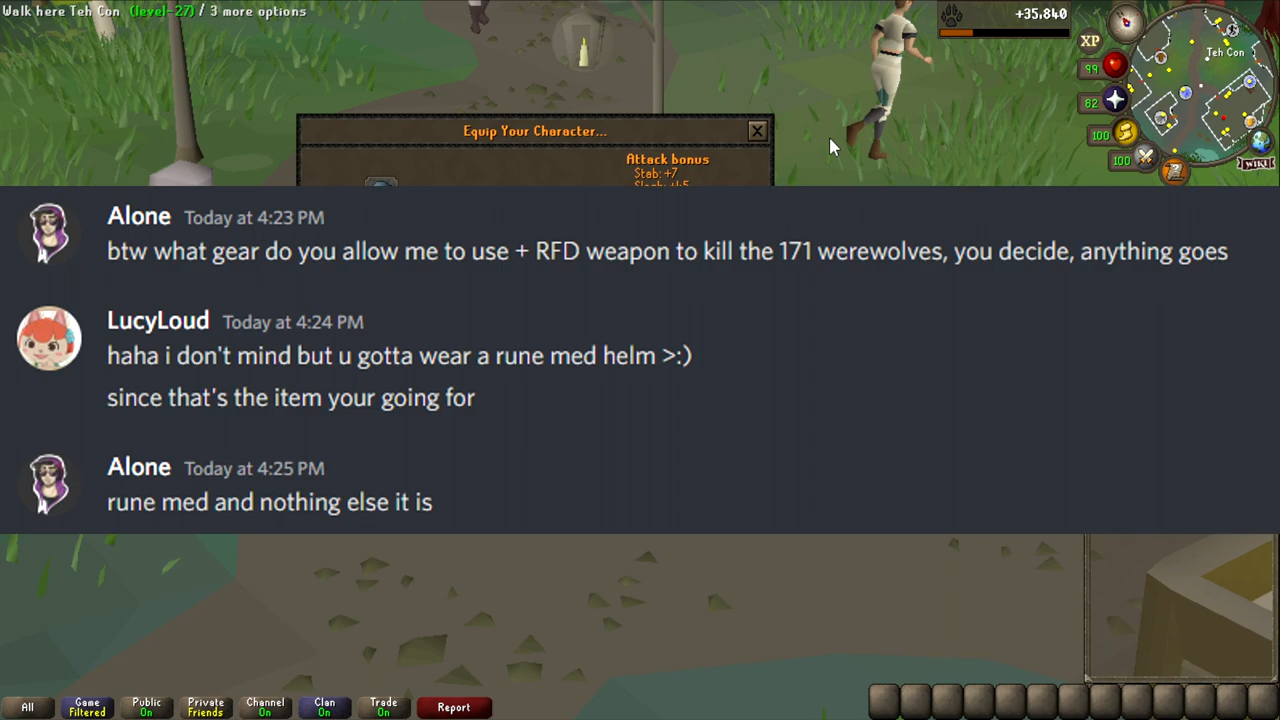 Walk here Teh Con (level-27) / 3 more options
+35,840
XP
Teh Con
99
82
100
100
WIKI
Equip Your Character...
Attack bonus
Stab: +7
Alone Today at 4:23 PM
btw what gear do you allow me to use + RFD weapon to kill the 171 werewolves, you decide, anything goes
LucyLoud Today at 4:24 PM
haha i don't mind but u gotta wear a rune med helm >:)
since that's the item your going for
Alone Today at 4:25 PM
rune med and nothing else it is
All
Game
Filtered
Public
On
Private
Friends
Channel
On
Clan
On
Trade
On
Report